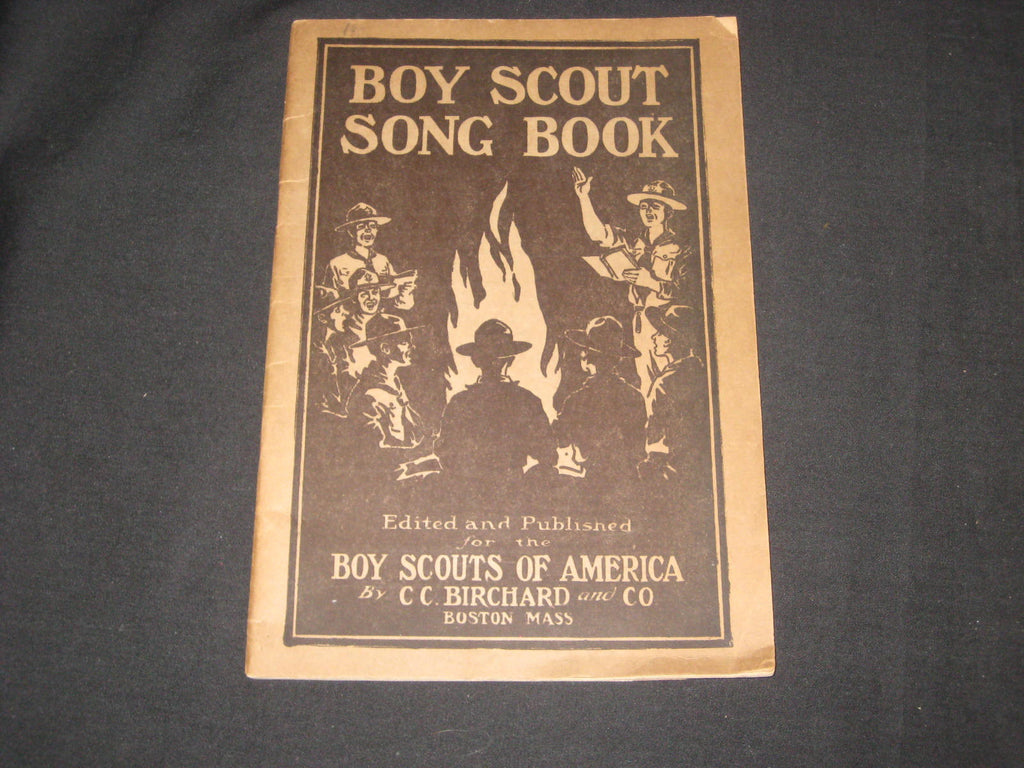 BOY SCOUT
SONG BOOK
Edited and Published
for the
BOY SCOUTS OF AMERICA
By C C. BIRCHARD and CO
BOSTON MASS